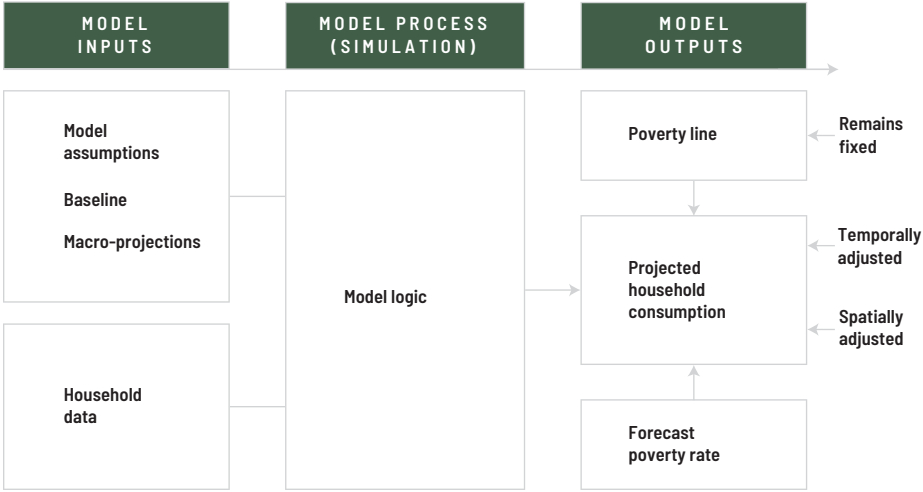 MODEL
INPUTS
MODEL PROCESS
(SIMULATION)
MODEL
OUTPUTS
Model
assumptions
Baseline
Macro-projections
Household
data
Model logic
Poverty line
Remains
fixed
Projected
household
consumption
Temporally
adjusted
Spatially
adjusted
Forecast
poverty rate